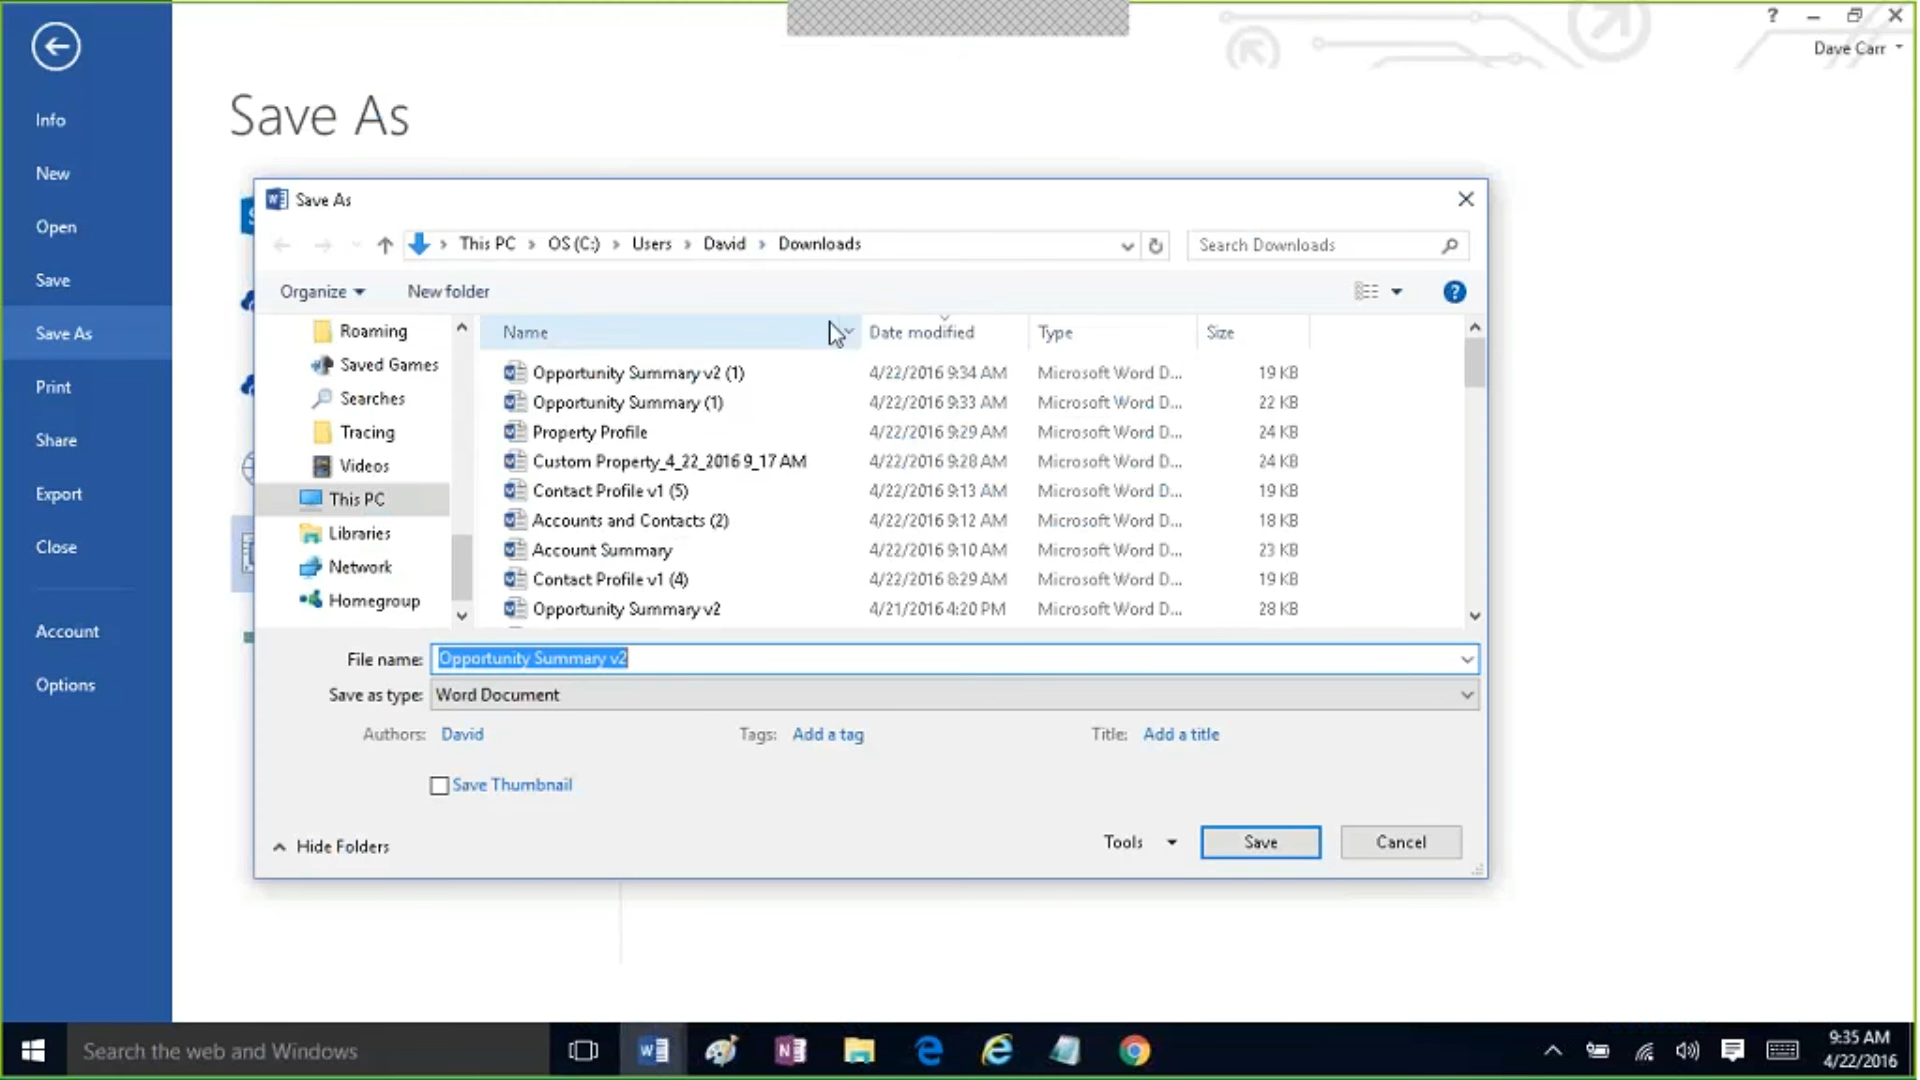 ?
Dave Carr
Info
New
Open
Save
Save As
Print
Share
Export
Close
Account
Options
Save As
Save As
This PC > OS (C:) > Users > David > Downloads
Search Downloads
Organize
New folder
Roaming
Saved Games
Searches
Tracing
Videos
This PC
Libraries
Network
Homegroup
Name Date modified Type Size
Opportunity Summary v2 (1) 4/22/2016 9:34 AM Microsoft Word D... 19 KB
Opportunity Summary (1) 4/22/2016 9:33 AM Microsoft Word D... 22 KB
Property Profile 4/22/2016 9:29 AM Microsoft Word D... 24 KB
Custom Property_4_22_2016 9_17 AM 4/22/2016 9:28 AM Microsoft Word D... 24 KB
Contact Profile v1 (5) 4/22/2016 9:13 AM Microsoft Word D... 19 KB
Accounts and Contacts (2) 4/22/2016 9:12 AM Microsoft Word D... 18 KB
Account Summary 4/22/2016 9:10 AM Microsoft Word D... 23 KB
Contact Profile v1 (4) 4/22/2016 8:29 AM Microsoft Word D... 19 KB
Opportunity Summary v2 4/21/2016 4:20 PM Microsoft Word D... 28 KB
File name: Opportunity Summary v2
Save as type: Word Document
Authors: David Tags: Add a tag Title: Add a title
Save Thumbnail
Hide Folders
Tools
Save
Cancel
Search the web and Windows
9:35 AM
4/22/2016